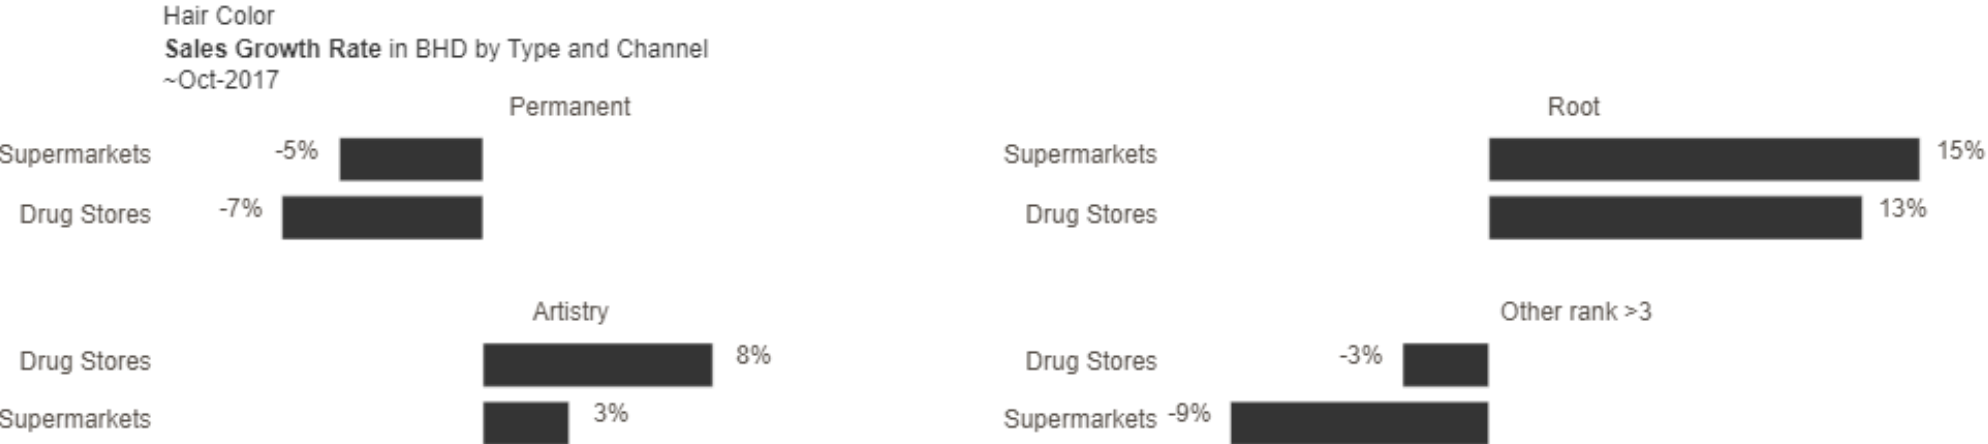 Hair Color
Sales Growth Rate in BHD by Type and Channel
~Oct-2017
Permanent
Supermarkets -5%
Drug Stores -7%
Root
Supermarkets 15%
Drug Stores 13%
Artistry
Drug Stores 8%
Supermarkets 3%
Other rank >3
Drug Stores -3%
Supermarkets -9%